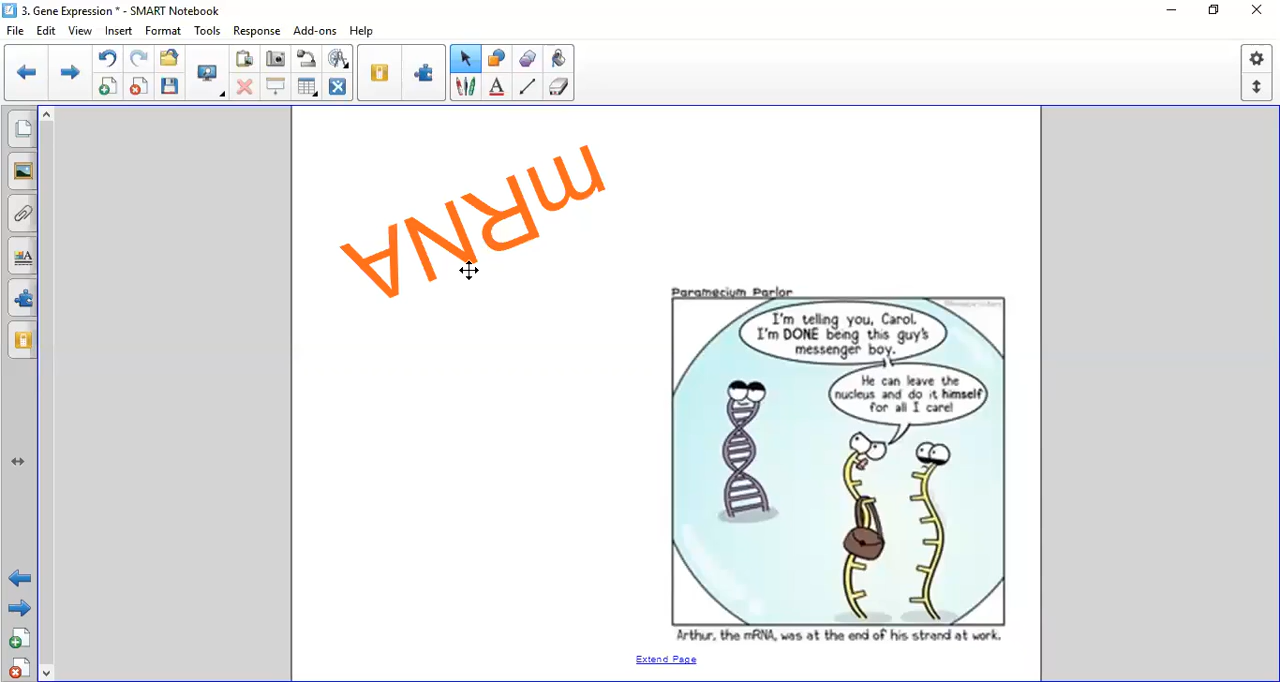 3. Gene Expression * - SMART Notebook
File Edit View Insert Format Tools Window Response Add-ons Help
mRNA
Paramecium Parlor
I'm telling you, Carol.
I'm DONE being this guy's
messenger boy.
He can leave the
nucleus and do it himself
for all I care!
Arthur, the mRNA, was at the end of his strand at work.
Extend Page